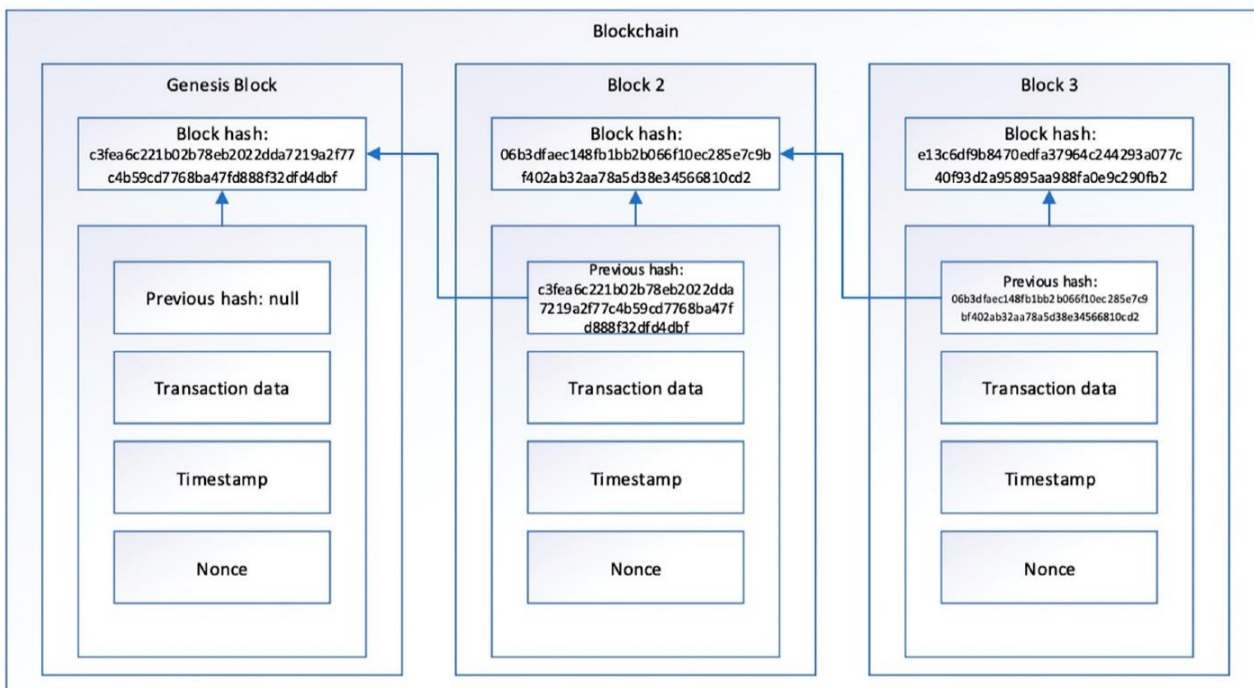 Blockchain
Genesis Block
Block hash:
c3fea6c221b02b78eb2022dda7219a2f77
c4b59cd7768ba47fd888f32dfd4dbf
Previous hash: null
Transaction data
Timestamp
Nonce
Block 2
Block hash:
06b3dfaec148fb1bb2b066f10ec285e7c9b
f402ab32aa78a5d38e34566810cd2
Previous hash:
c3fea6c221b02b78eb2022dda
7219a2f77c4b59cd7768ba47f
d888f32dfd4dbf
Transaction data
Timestamp
Nonce
Block 3
Block hash:
e13c6df9b8470edfa37964c244293a077c
40f93d2a95895aa988fa0e9c290fb2
Previous hash:
06b3dfaec148fb1bb2b066f10ec285e7c9
bf402ab32aa78a5d38e34566810cd2
Transaction data
Timestamp
Nonce